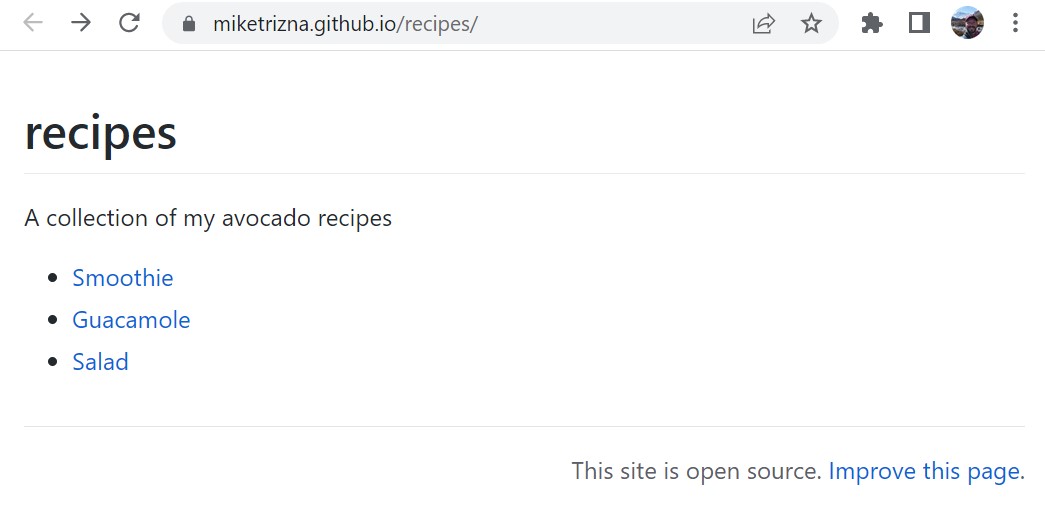 miketrizna.github.io/recipes/
recipes
A collection of my avocado recipes
Smoothie
Guacamole
Salad
This site is open source. Improve this page.